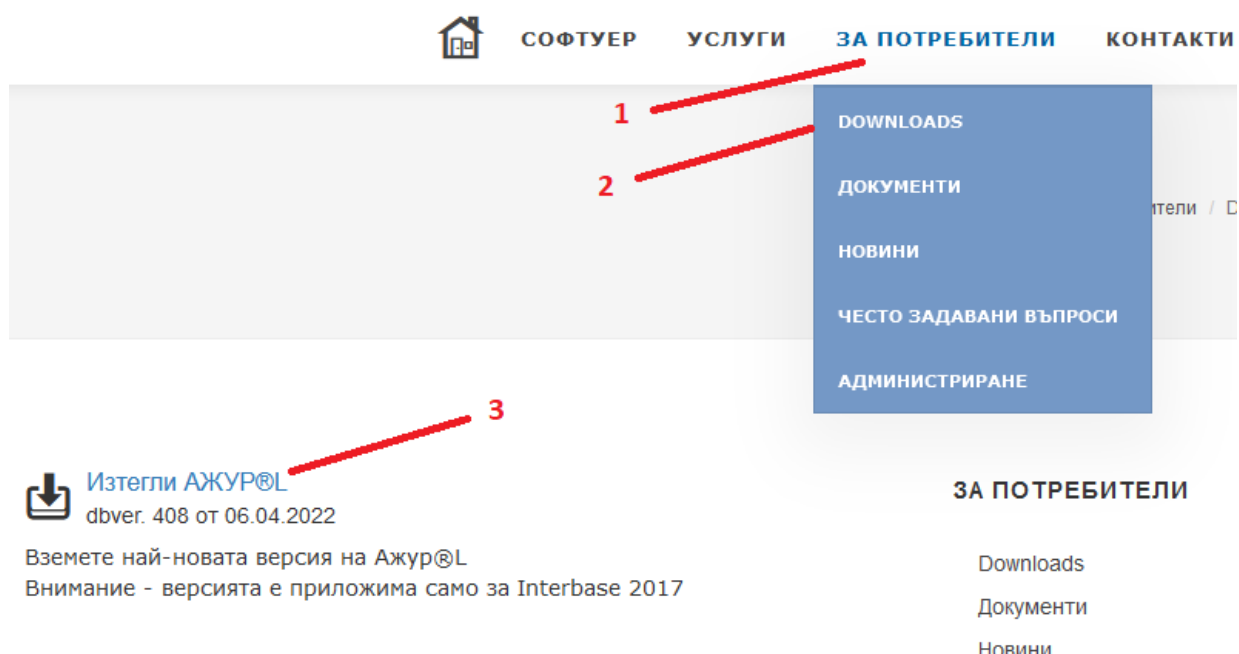 СОФТУЕР УСЛУГИ ЗА ПОТРЕБИТЕЛИ КОНТАКТИ
1
DOWNLOADS
2
ДОКУМЕНТИ
ители / D
НОВИНИ
ЧЕСТО ЗАДАВАНИ ВЪПРОСИ
АДМИНИСТРИРАНЕ
3
Изтегли АЖУР®L
dbver. 408 от 06.04.2022
Вземете най-новата версия на Ажур®L
Внимание - версията е приложима само за Interbase 2017
ЗА ПОТРЕБИТЕЛИ
Downloads
Документи
Новини